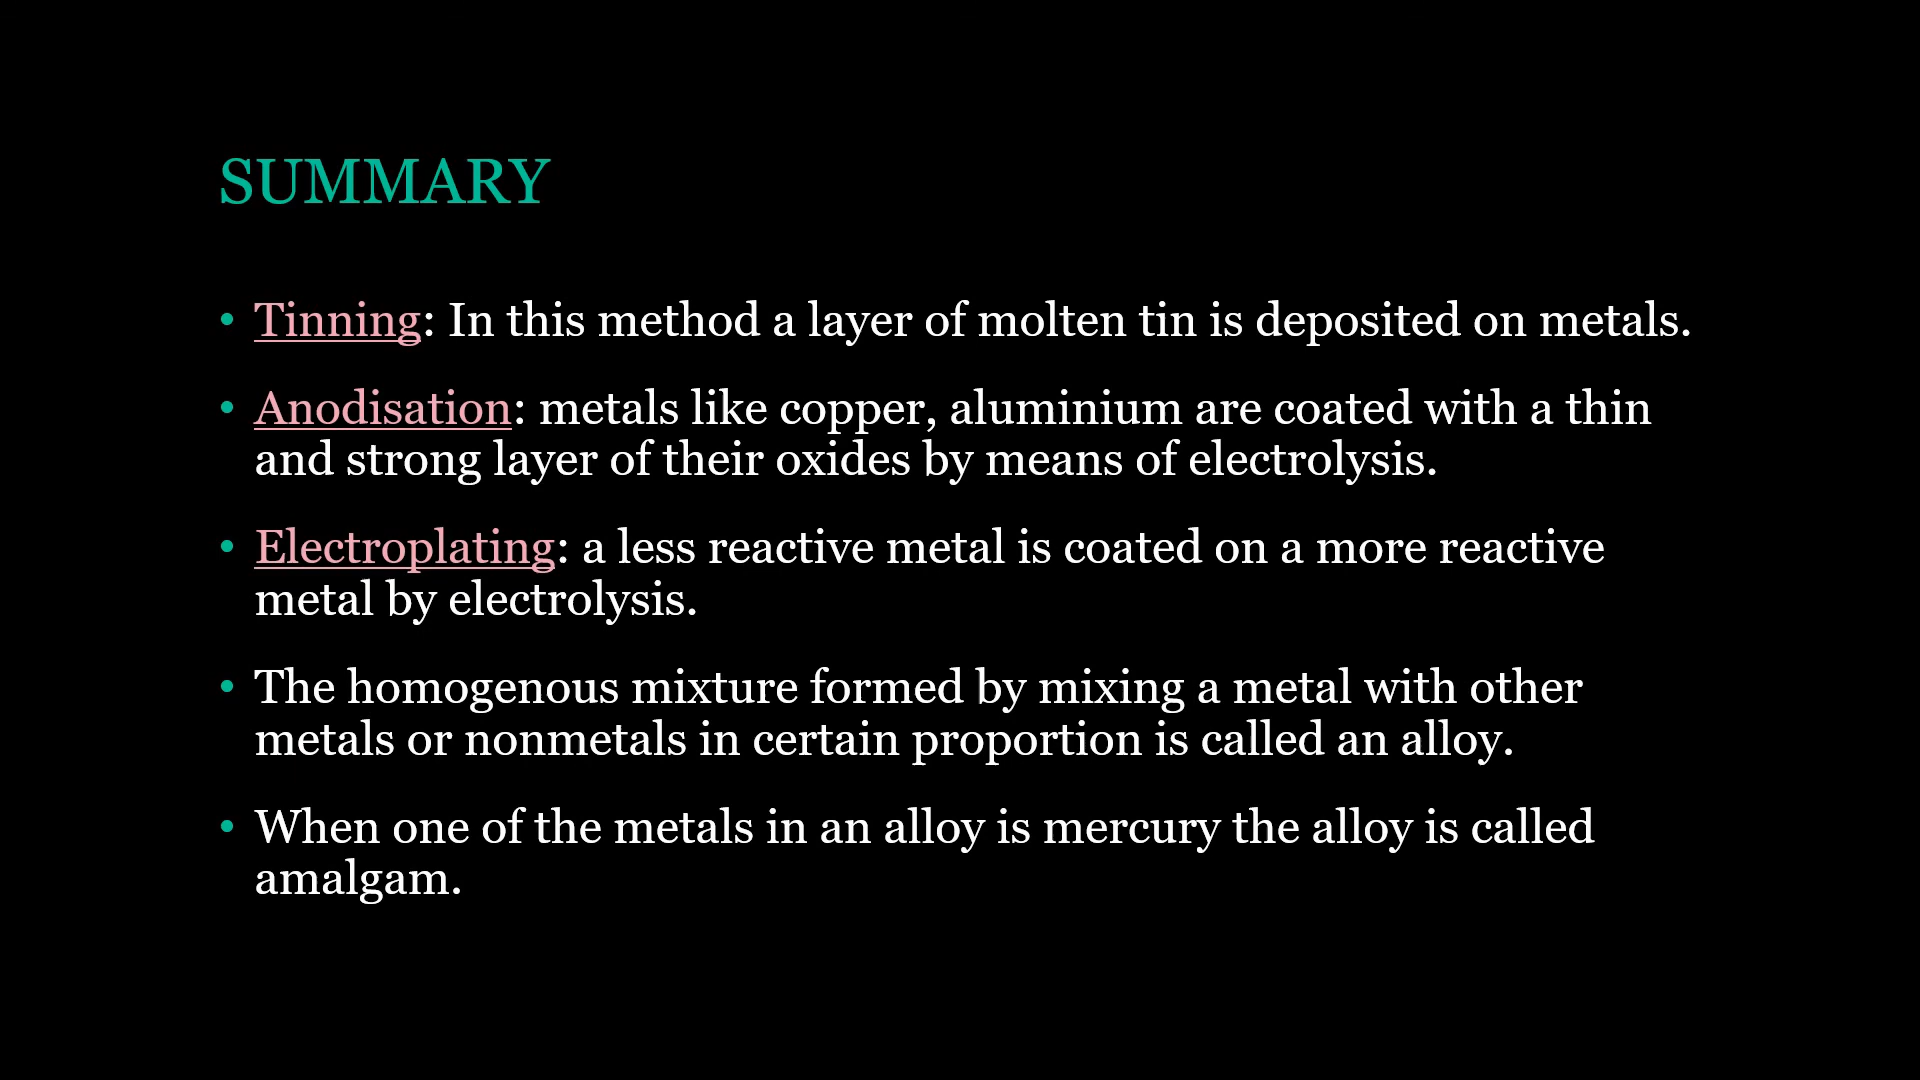 SUMMARY
• Tinning: In this method a layer of molten tin is deposited on metals.
• Anodisation: metals like copper, aluminium are coated with a thin
and strong layer of their oxides by means of electrolysis.
• Electroplating: a less reactive metal is coated on a more reactive
metal by electrolysis.
• The homogenous mixture formed by mixing a metal with other
metals or nonmetals in certain proportion is called an alloy.
• When one of the metals in an alloy is mercury the alloy is called
amalgam.